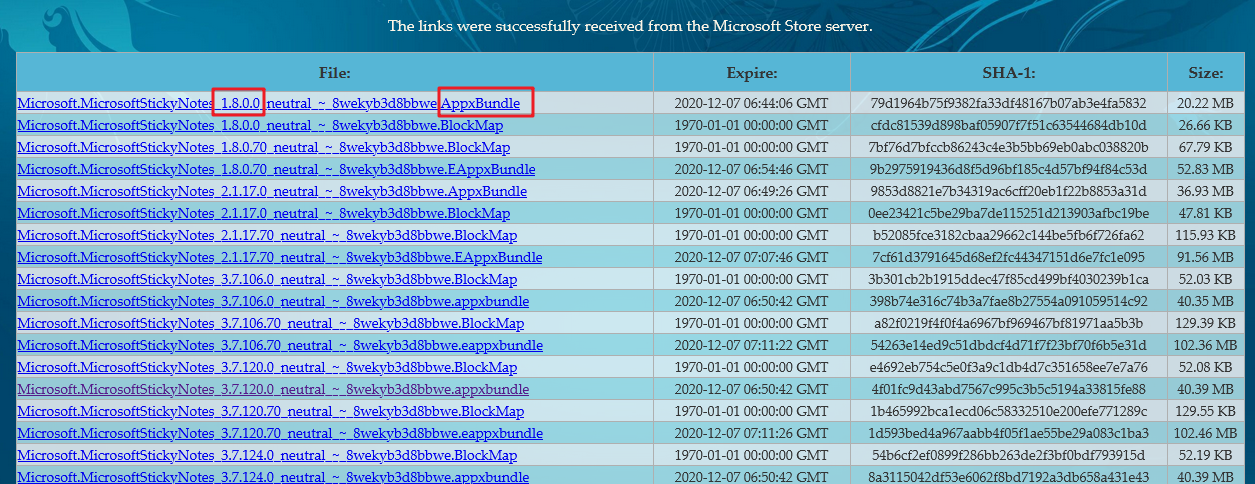 The links were successfully received from the Microsoft Store server.
File: Expire: SHA-1: Size:
Microsoft.MicrosoftStickyNotes_1.8.0.0_neutral_~_8wekyb3d8bbwe.AppxBundle 2020-12-07 06:44:06 GMT 79d1964b75f9382fa33df48167b07ab3e4fa5832 20.22 MB
Microsoft.MicrosoftStickyNotes_1.8.0.0_neutral_~_8wekyb3d8bbwe.BlockMap 1970-01-01 00:00:00 GMT cfdc81539d898baf05907f7f51c63544684db10d 26.66 KB
Microsoft.MicrosoftStickyNotes_1.8.0.70_neutral_~_8wekyb3d8bbwe.BlockMap 1970-01-01 00:00:00 GMT 7bf76d7bfccb86243c4e3b5bb69eb0abc038820b 67.79 KB
Microsoft.MicrosoftStickyNotes_1.8.0.70_neutral_~_8wekyb3d8bbwe.EAppxBundle 2020-12-07 06:54:46 GMT 9b2975919436d8f5d96bf185c4d57bf94f84c53d 52.83 MB
Microsoft.MicrosoftStickyNotes_2.1.17.0_neutral_~_8wekyb3d8bbwe.AppxBundle 2020-12-07 06:49:26 GMT 9853d8821e7b34319ac6cff20eb1f22b8853a31d 36.93 MB
Microsoft.MicrosoftStickyNotes_2.1.17.0_neutral_~_8wekyb3d8bbwe.BlockMap 1970-01-01 00:00:00 GMT 0ee23421c5be29ba7de115251d213903afbc19be 47.81 KB
Microsoft.MicrosoftStickyNotes_2.1.17.70_neutral_~_8wekyb3d8bbwe.BlockMap 1970-01-01 00:00:00 GMT b52085fce3182cbaa29662c144be5fb6f726fa62 115.93 KB
Microsoft.MicrosoftStickyNotes_2.1.17.70_neutral_~_8wekyb3d8bbwe.EAppxBundle 2020-12-07 07:07:46 GMT 7cf61d3791645d68ef2fc44347151d6e7fc1e095 91.56 MB
Microsoft.MicrosoftStickyNotes_3.7.106.0_neutral_~_8wekyb3d8bbwe.BlockMap 1970-01-01 00:00:00 GMT 3b301cb2b1915ddec47f85cd499bf4030239b1ca 52.03 KB
Microsoft.MicrosoftStickyNotes_3.7.106.0_neutral_~_8wekyb3d8bbwe.appxbundle 2020-12-07 06:50:42 GMT 398b74e316c74b3a7fae8b27554a091059514c92 40.35 MB
Microsoft.MicrosoftStickyNotes_3.7.106.70_neutral_~_8wekyb3d8bbwe.BlockMap 1970-01-01 00:00:00 GMT a82f0219f4f0f4a6967bf969467bf81971aa5b3b 129.39 KB
Microsoft.MicrosoftStickyNotes_3.7.106.70_neutral_~_8wekyb3d8bbwe.eappxbundle 2020-12-07 07:11:22 GMT 54263e14ed9c51dbdcf4d71f7f23bf70f6b5e31d 102.36 MB
Microsoft.MicrosoftStickyNotes_3.7.120.0_neutral_~_8wekyb3d8bbwe.BlockMap 1970-01-01 00:00:00 GMT e4692eb754c5e0f3a9c1db4d7c351658ee7e7a76 52.08 KB
Microsoft.MicrosoftStickyNotes_3.7.120.0_neutral_~_8wekyb3d8bbwe.appxbundle 2020-12-07 06:50:42 GMT 4f01fc9d43abd7567c995c3b5c5194a33815fe88 40.39 MB
Microsoft.MicrosoftStickyNotes_3.7.120.70_neutral_~_8wekyb3d8bbwe.BlockMap 1970-01-01 00:00:00 GMT 1b465992bca1ecd06c58332510e200efe771289c 129.55 KB
Microsoft.MicrosoftStickyNotes_3.7.120.70_neutral_~_8wekyb3d8bbwe.eappxbundle 2020-12-07 07:11:26 GMT 1d593bed4a967aabb4f05f1ae55be29a083c1ba3 102.46 MB
Microsoft.MicrosoftStickyNotes_3.7.124.0_neutral_~_8wekyb3d8bbwe.BlockMap 1970-01-01 00:00:00 GMT 54b6cf2ef0899f286bb263de2f3bf0bdf793915d 52.19 KB
Microsoft.MicrosoftStickyNotes_3.7.124.0_neutral_~_8wekyb3d8bbwe.appxbundle 2020-12-07 06:50:42 GMT 8a3115042df53e6062f8bd7192a3db658a431e43 40.39 MB